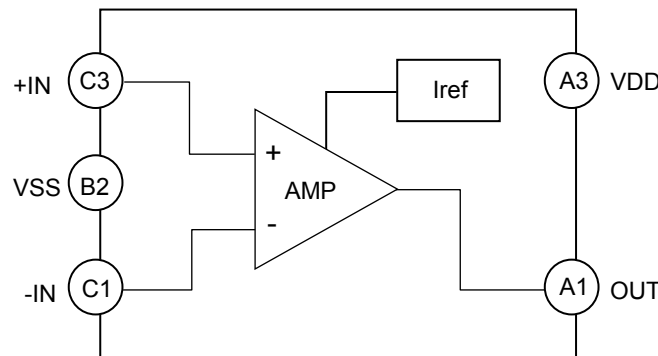 +IN C3 Iref A3 VDD
+
VSS B2 AMP
-
-IN C1 A1 OUT